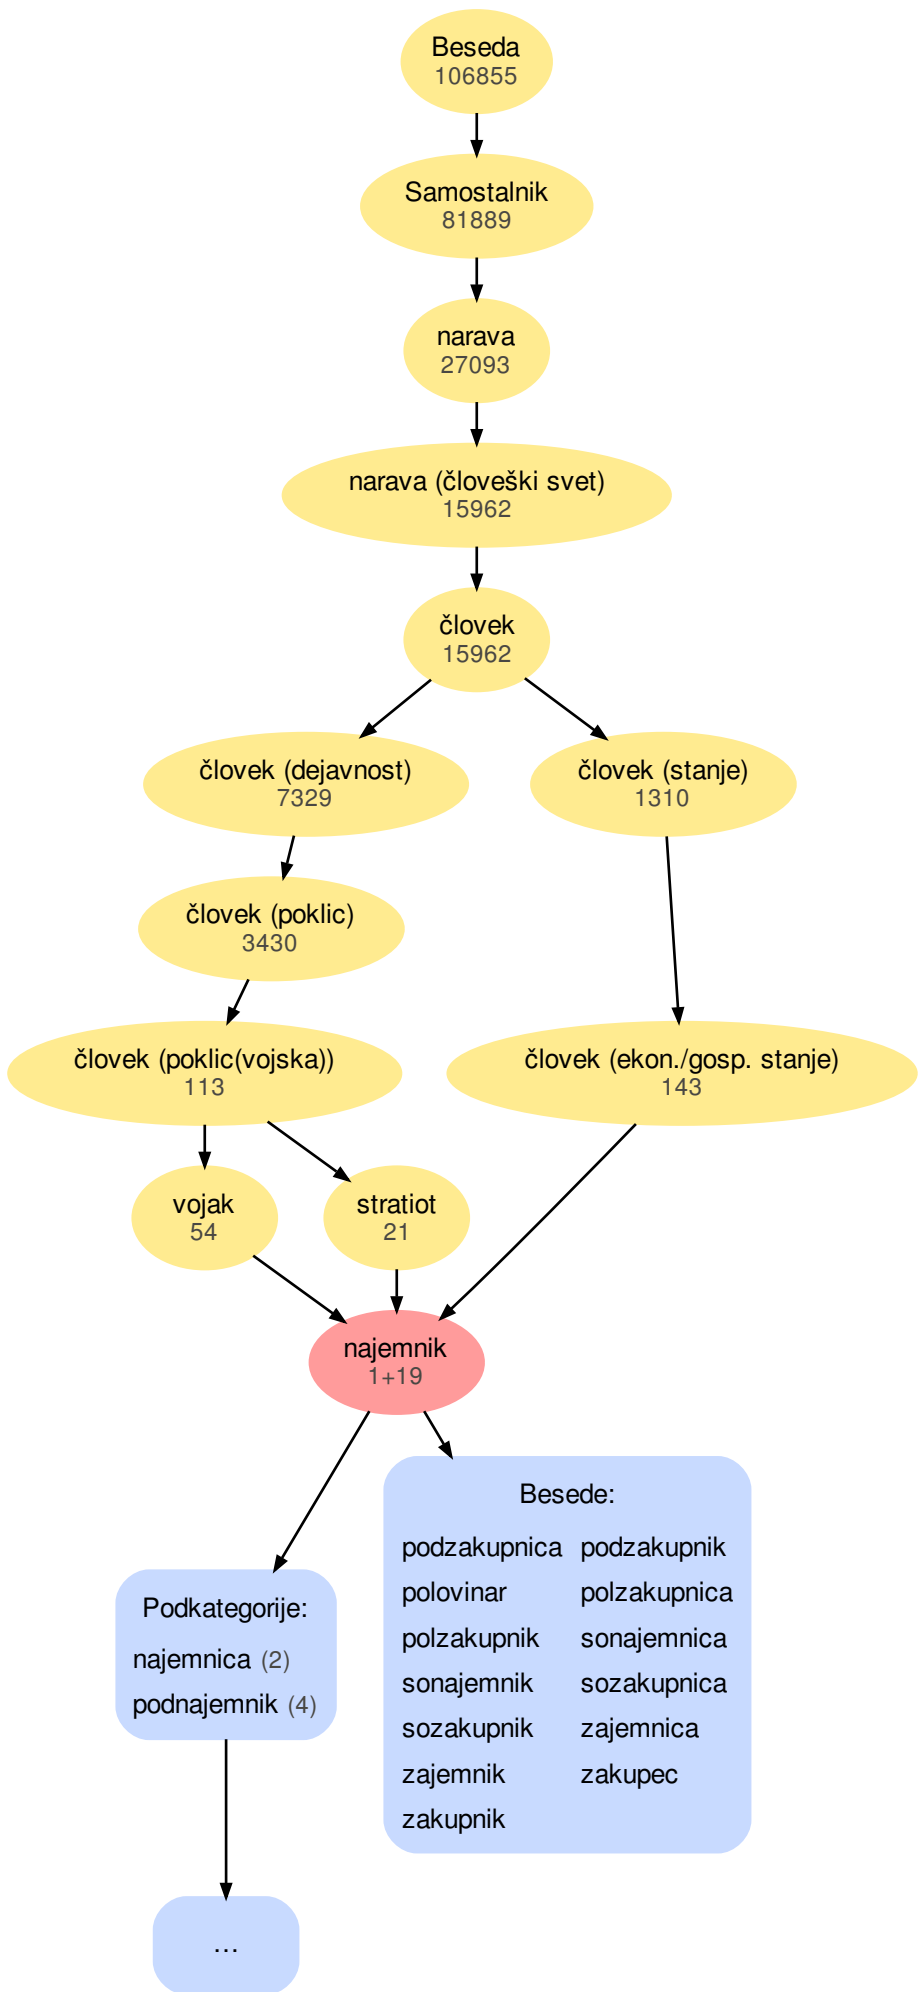 Beseda
106855
Samostalnik
81889
narava
27093
narava (človeški svet)
15962
človek
15962
človek (dejavnost)
7329
človek (stanje)
1310
človek (poklic)
3430
človek (poklic(vojska))
113
človek (ekon./gosp. stanje)
143
vojak
54
stratiot
21
najemnik
1+19
Besede:
podzakupnica podzakupnik
polovinar polzakupnica
polzakupnik sonajemnica
sonajemnik sozakupnica
sozakupnik zajemnica
zajemnik zakupec
zakupnik
Podkategorije:
najemnica (2)
podnajemnik (4)
...